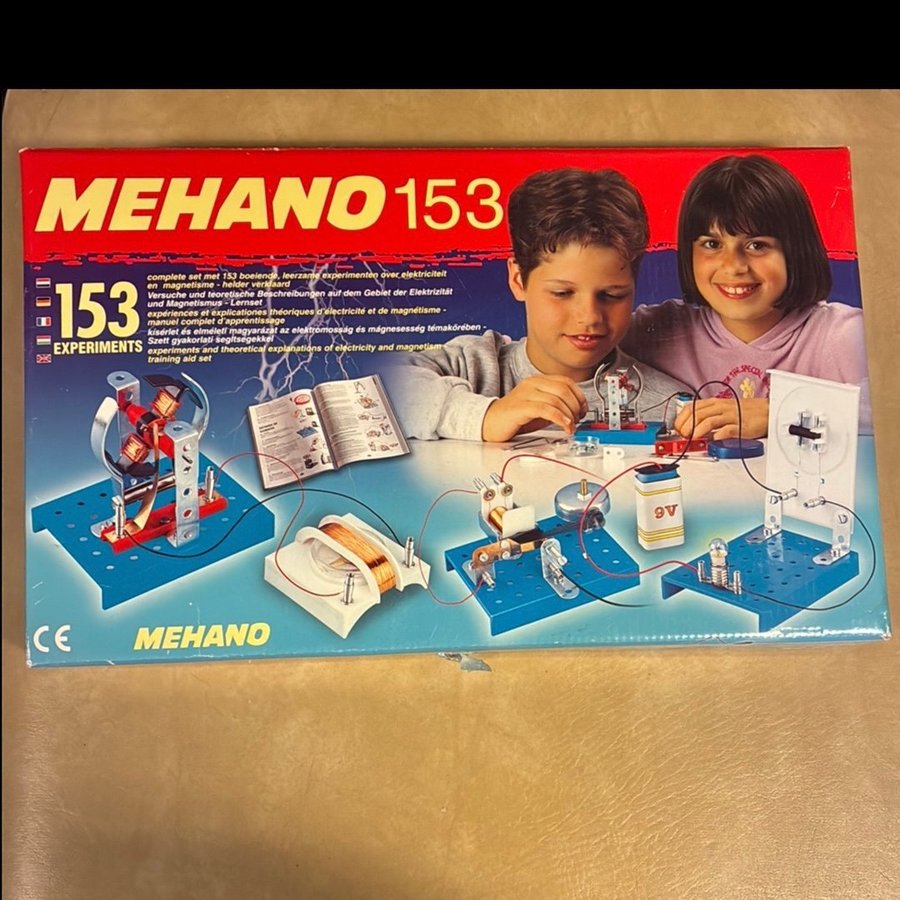 MEHANO 153
complete set met 153 boeiende, leerzame experimenten over elektriciteit
en magnetisme - helder verklaard
Versuche und teoretische Beschreibungen auf dem Gebiet der Elektrizität
und Magnetismus - Lernset
expériences et explications théoriques d'électricité et de magnétisme -
manuel complet d'apprentissage
kísérlet és elméleti magyarázat az elektromosság és mágnesesség témakörében -
Szett gyakorlati segítségekkel
experiments and theoretical explanations of electricity and magnetism
training aid set
153
EXPERIMENTS
9V
CE
MEHANO